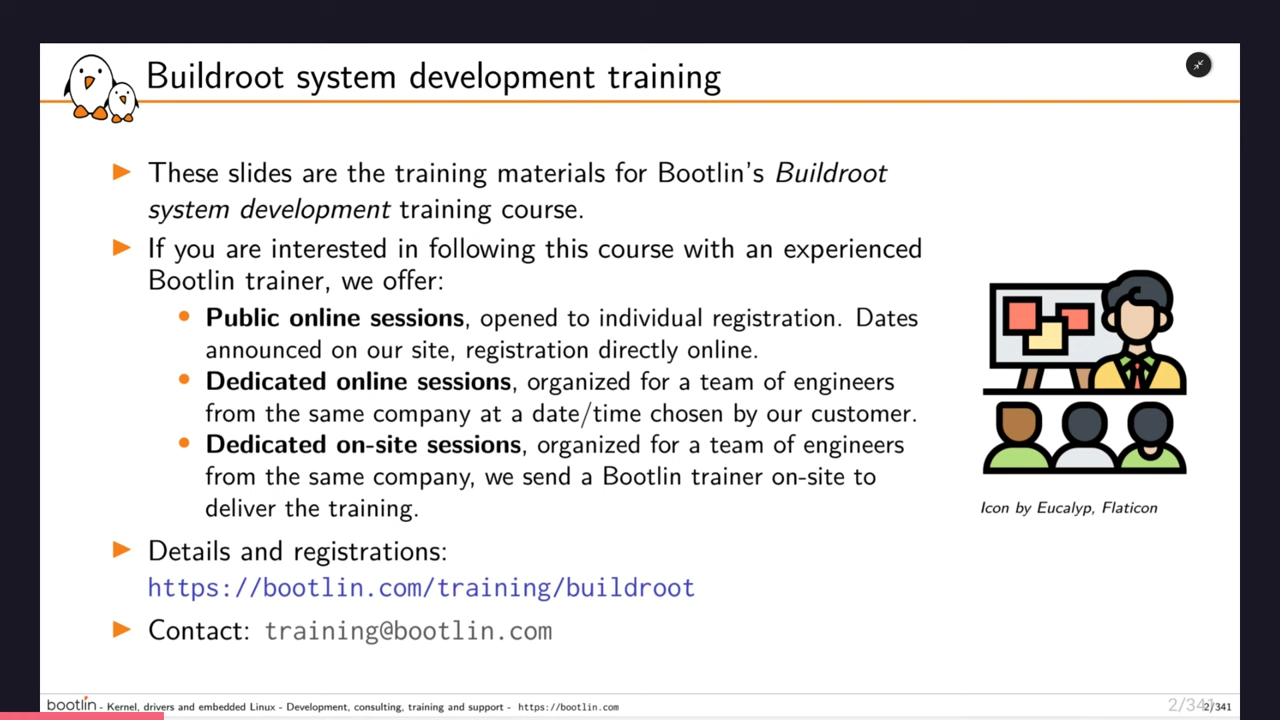 Buildroot system development training
▶ These slides are the training materials for Bootlin's Buildroot
system development training course.
▶ If you are interested in following this course with an experienced
Bootlin trainer, we offer:
• Public online sessions, opened to individual registration. Dates
announced on our site, registration directly online.
• Dedicated online sessions, organized for a team of engineers
from the same company at a date/time chosen by our customer.
• Dedicated on-site sessions, organized for a team of engineers
from the same company, we send a Bootlin trainer on-site to
deliver the training.
Icon by Eucalyp, Flaticon
▶ Details and registrations:
https://bootlin.com/training/buildroot
▶ Contact: training@bootlin.com
bootlin - Kernel, drivers and embedded Linux - Development, consulting, training and support - https://bootlin.com
2/341
2/341